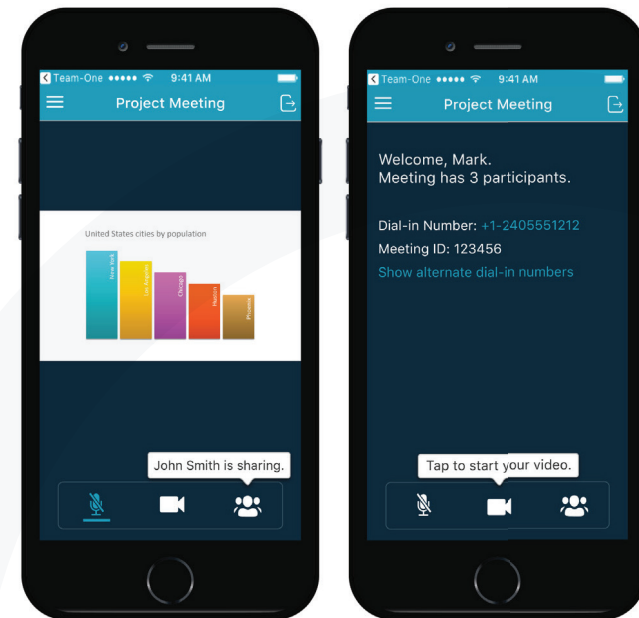 Team-One 9:41 AM
Project Meeting
United States cities by population
New York
Los Angeles
Chicago
Huston
Phoenix
John Smith is sharing.
Team-One 9:41 AM
Project Meeting
Welcome, Mark.
Meeting has 3 participants.
Dial-in Number: +1-2405551212
Meeting ID: 123456
Show alternate dial-in numbers
Tap to start your video.